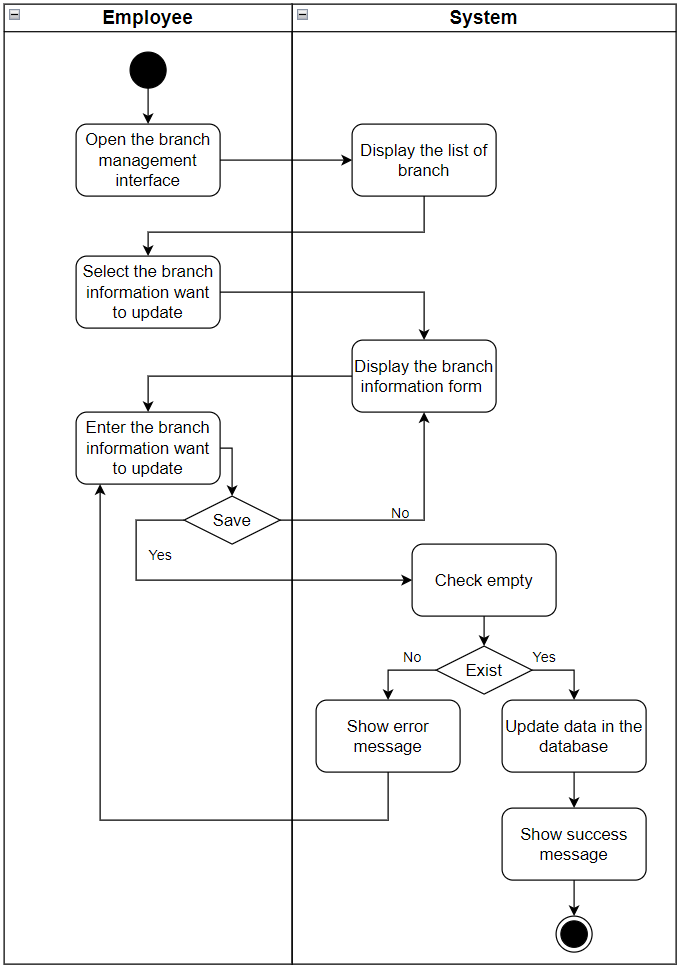 Employee
System
Open the branch
management
interface
Display the list of
branch
Select the branch
information want
to update
Display the branch
information form
Enter the branch
information want
to update
Save
No
Yes
Check empty
Exist
No
Yes
Show error
message
Update data in the
database
Show success
message